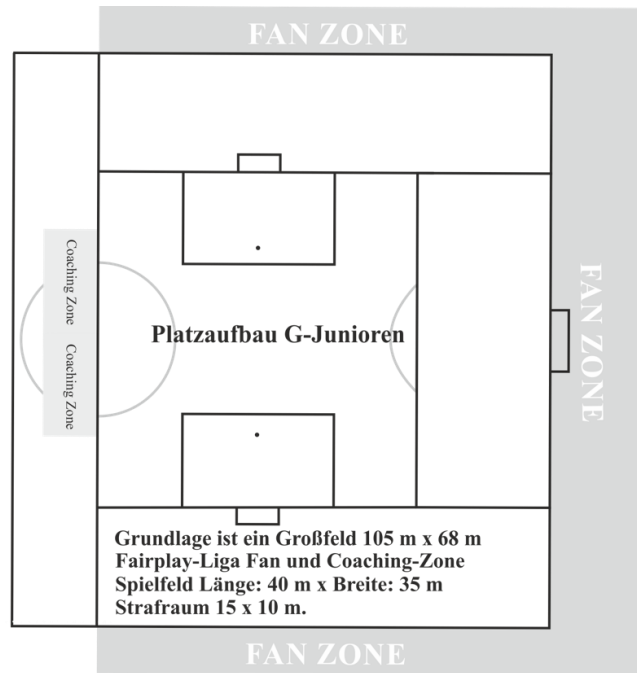 FAN ZONE
Coaching Zone
Coaching Zone
Platzaufbau G-Junioren
FAN ZONE
Grundlage ist ein Großfeld 105 m x 68 m
Fairplay-Liga Fan und Coaching-Zone
Spielfeld Länge: 40 m x Breite: 35 m
Strafraum 15 x 10 m.
FAN ZONE